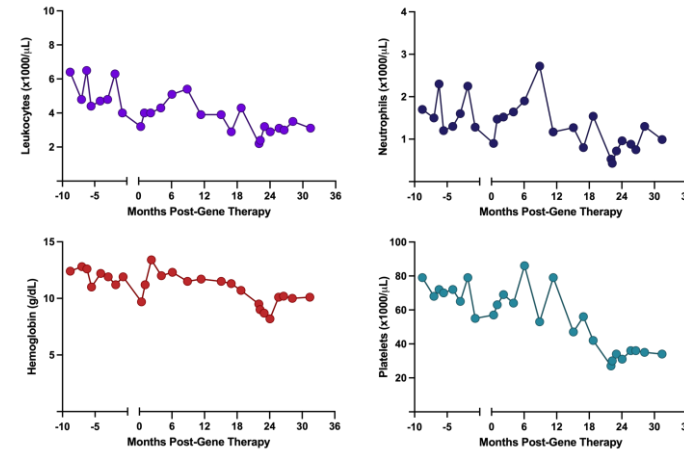 Leukocytes (x1000/μL)
10
8
6
4
2
-10 -5 0 6 12 18 24 30 36
Months Post-Gene Therapy
Neutrophils (x1000/μL)
4
3
2
1
-10 -5 0 6 12 18 24 30 36
Months Post-Gene Therapy
Hemoglobin (g/dL)
15
10
5
-10 -5 0 6 12 18 24 30 36
Months Post-Gene Therapy
Platelets (x1000/μL)
100
80
60
40
20
-10 -5 0 6 12 18 24 30
Months Post-Gene Therapy